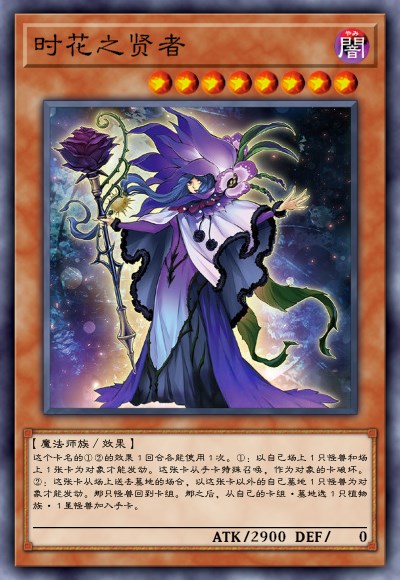 时花之贤者
やみ
闇
【魔法师族／效果】
这个卡名的①②的效果1回合各能使用1次。①：以自己场上1只怪兽和场
上1张卡为对象才能发动。这张卡从手卡特殊召唤，作为对象的卡破坏。
②：这张卡从场上送去墓地的场合，以这张卡以外的自己墓地1只怪兽为对
象才能发动。那只怪兽回到卡组。那之后，从自己的卡组·墓地选1只植物
族·1星怪兽加入手卡。
ATK/2900 DEF/ 0